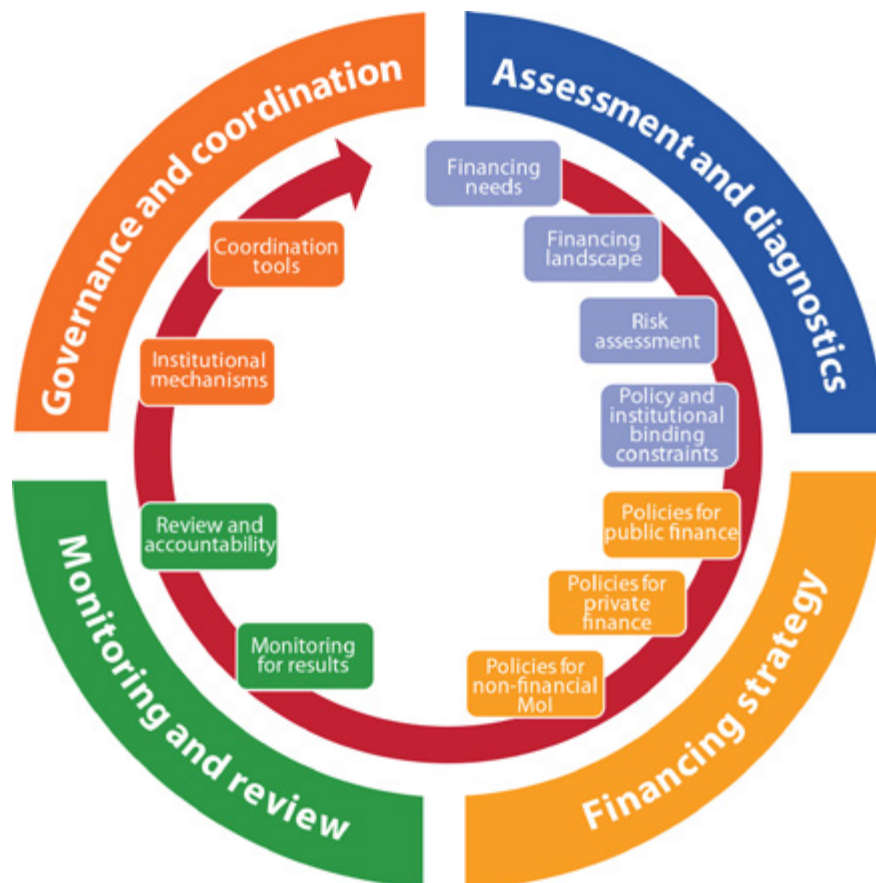 Governance and coordination
Assessment and diagnostics
Financing
needs
Financing
landscape
Risk
assessment
Policy and
institutional
binding
constraints
Policies for
public finance
Policies for
private
finance
Policies for
non-financial
MoI
Financing strategy
Monitoring
for results
Review and
accountability
Monitoring and review
Institutional
mechanisms
Coordination
tools